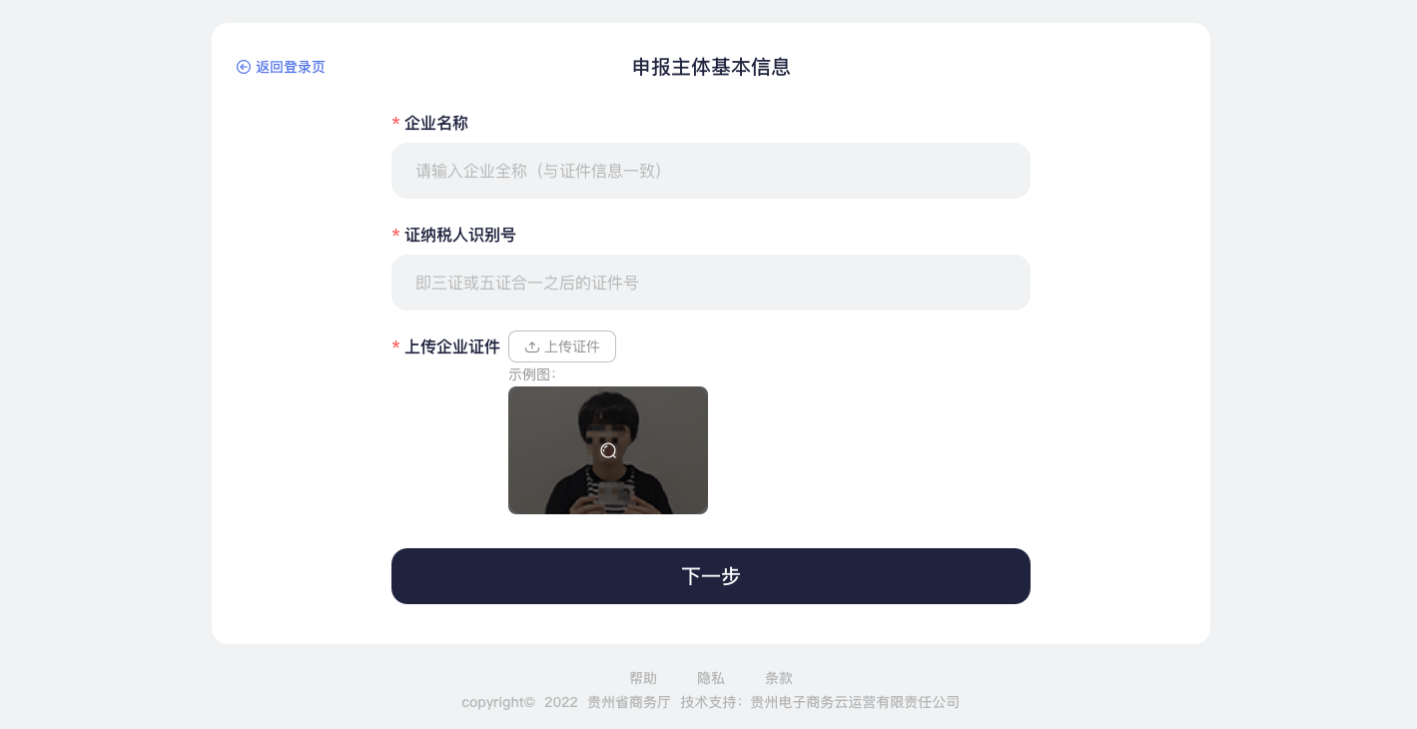 返回登录页
申报主体基本信息
* 企业名称
请输入企业全称（与证件信息一致）
* 证纳税人识别号
即三证或五证合一之后的证件号
* 上传企业证件 上传证件
示例图：
下一步
帮助 隐私 条款
copyright© 2022 贵州省商务厅 技术支持：贵州电子商务云运营有限责任公司